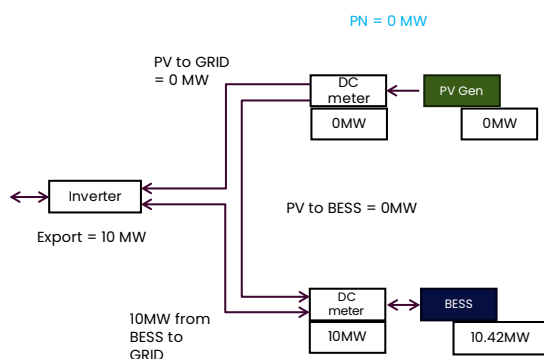 PN = 0 MW
PV to GRID
= 0 MW
DC
meter
PV Gen
0MW
0MW
Inverter
PV to BESS = 0MW
Export = 10 MW
DC
meter
BESS
10MW from
BESS to
GRID
10MW
10.42MW